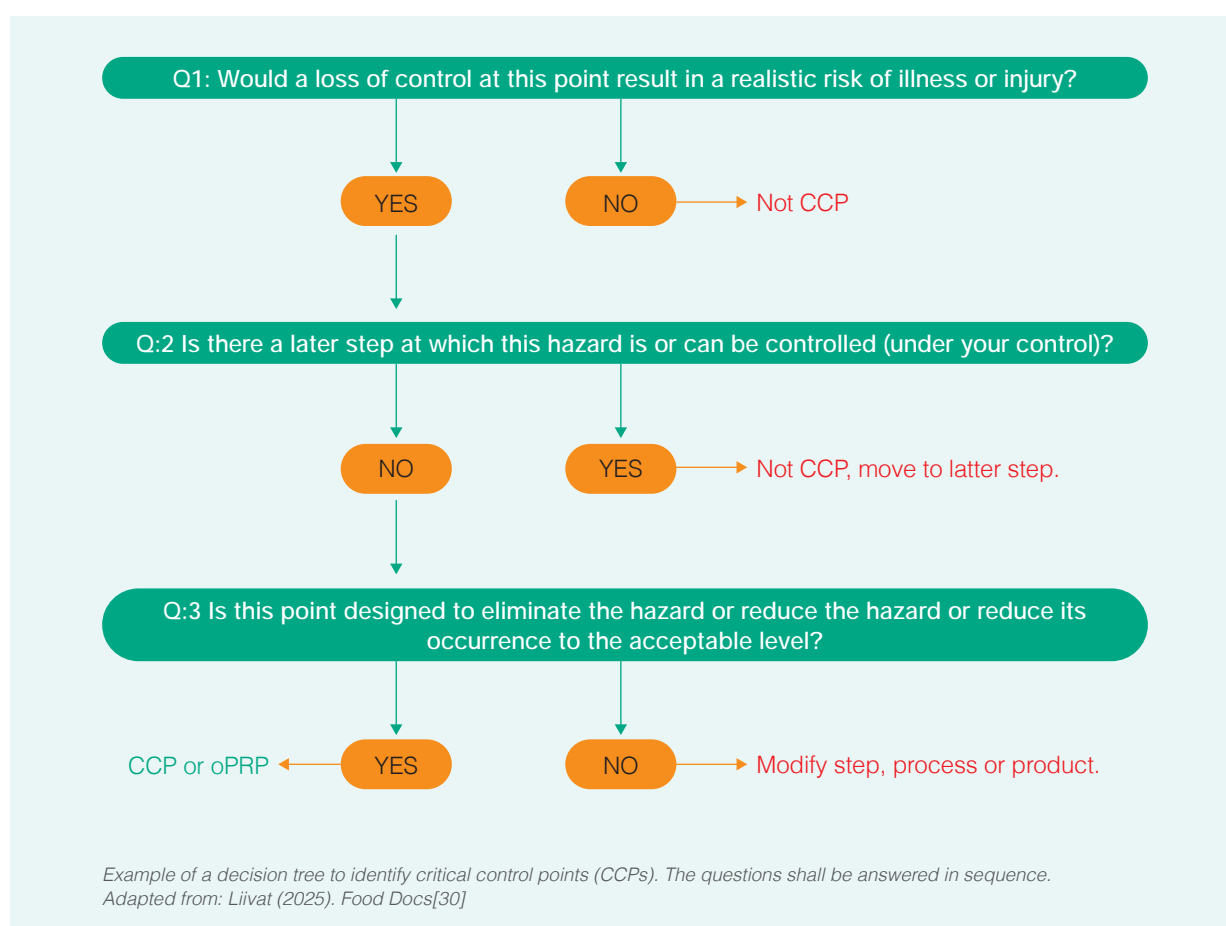 Q1: Would a loss of control at this point result in a realistic risk of illness or injury?
YES
NO
Not CCP
Q:2 Is there a later step at which this hazard is or can be controlled (under your control)?
NO
YES
Not CCP, move to latter step.
Q:3 Is this point designed to eliminate the hazard or reduce the hazard or reduce its
occurrence to the acceptable level?
CCP or oPRP
YES
NO
Modify step, process or product.
Example of a decision tree to identify critical control points (CCPs). The questions shall be answered in sequence.
Adapted from: Liivat (2025). Food Docs[30]